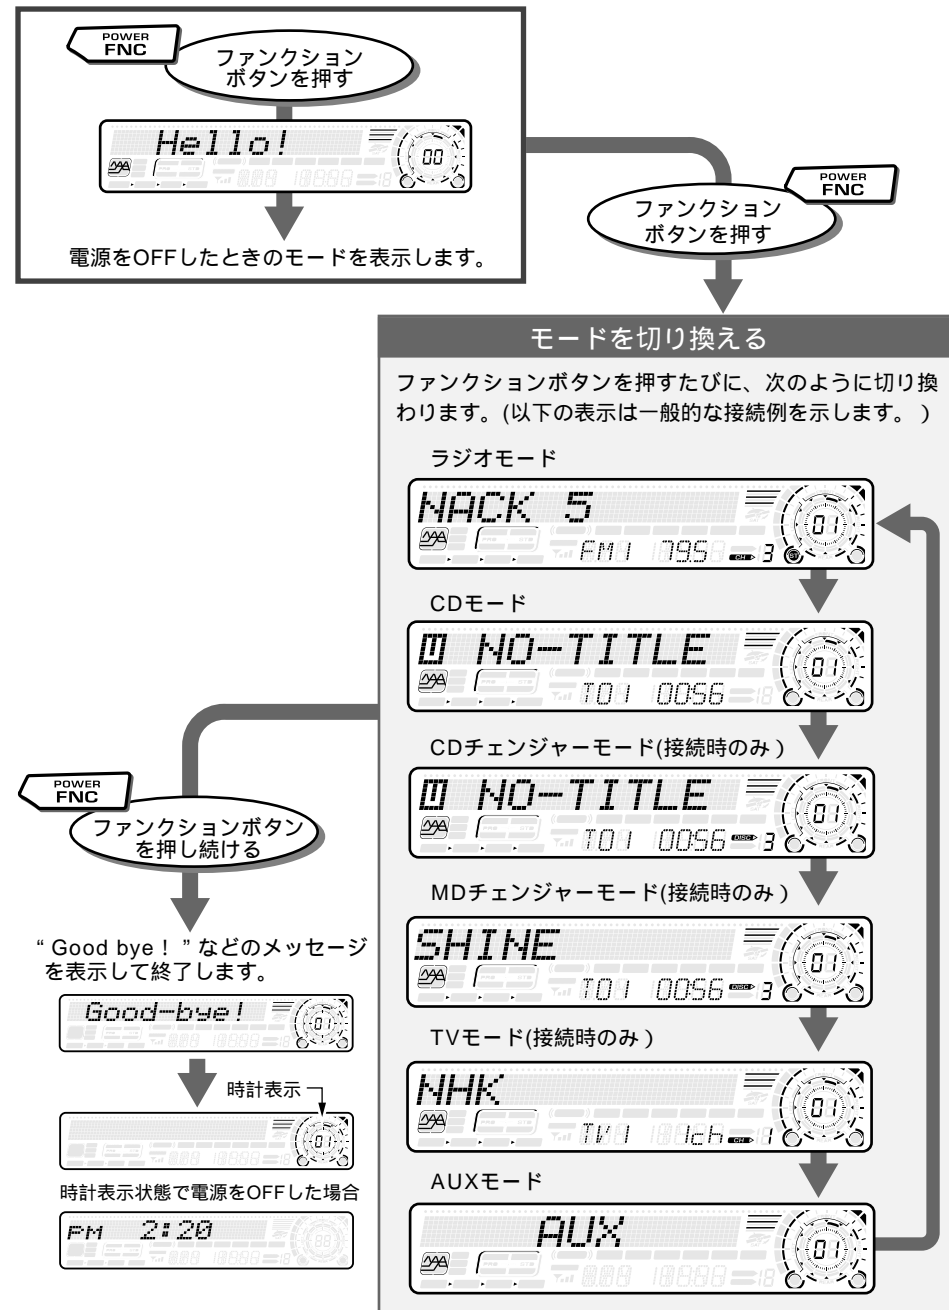 POWER
FNC
ファンクション
ボタンを押す
Hello!
00
電源をOFFしたときのモードを表示します。
POWER
FNC
ファンクション
ボタンを押す
モードを切り換える
ファンクションボタンを押すたびに、次のように切り換
わります。(以下の表示は一般的な接続例を示します。)
ラジオモード
NACK 5
FM1 79.5 CH 3
ST
01
CDモード
NO-TITLE
T01 0056
01
CDチェンジャーモード(接続時のみ)
NO-TITLE
T01 0056 DISC 3
01
MDチェンジャーモード(接続時のみ)
SHINE
T01 0056 DISC 3
01
TVモード(接続時のみ)
NHK
TV1 1ch CH 1
01
AUXモード
AUX
01
POWER
FNC
ファンクションボタン
を押し続ける
“Good bye!”などのメッセージ
を表示して終了します。
Good-bye!
01
時計表示
01
時計表示状態で電源をOFFした場合
PM 2:20